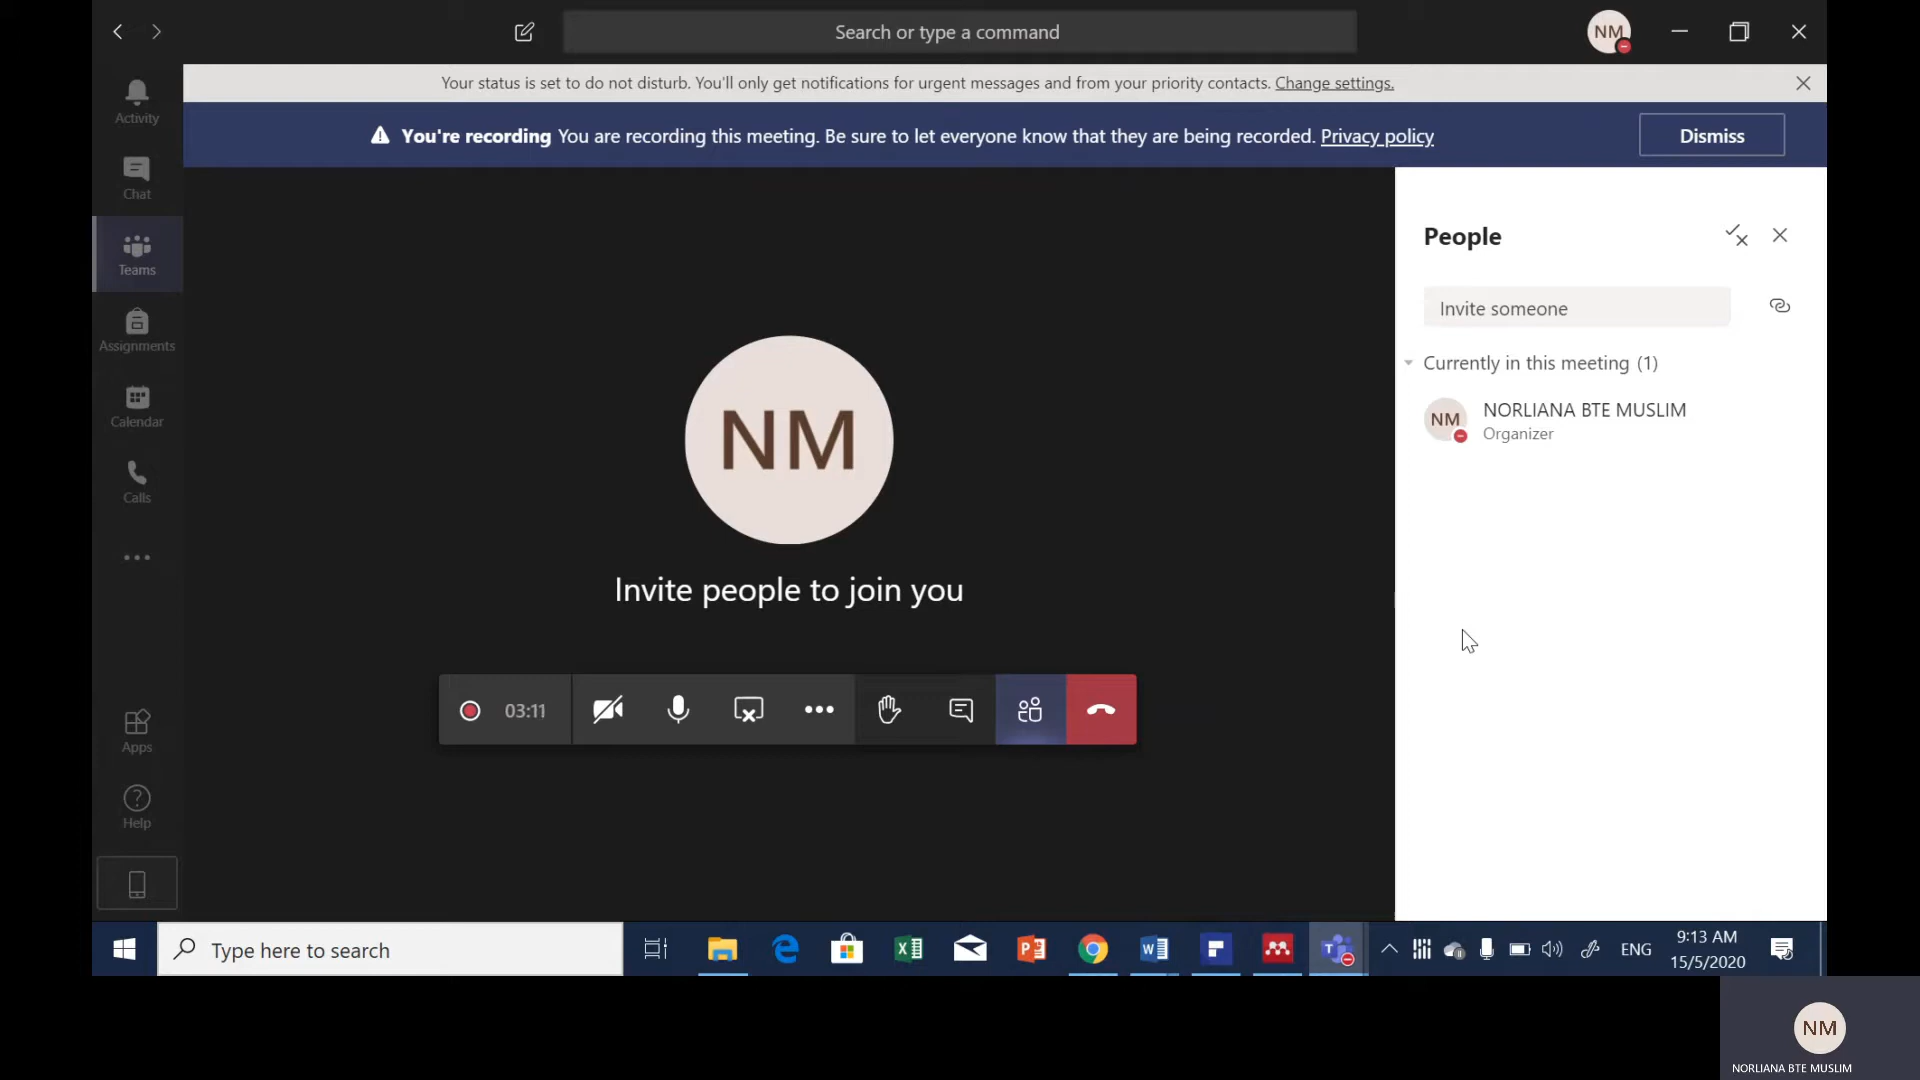 Search or type a command
NM
Your status is set to do not disturb. You'll only get notifications for urgent messages and from your priority contacts. Change settings.
You're recording You are recording this meeting. Be sure to let everyone know that they are being recorded. Privacy policy
Dismiss
Activity
Chat
Teams
Assignments
Calendar
Calls
Apps
Help
NM
Invite people to join you
03:11
People
Invite someone
Currently in this meeting (1)
NM
NORLIANA BTE MUSLIM
Organizer
Type here to search
ENG
9:13 AM
15/5/2020
NM
NORLIANA BTE MUSLIM